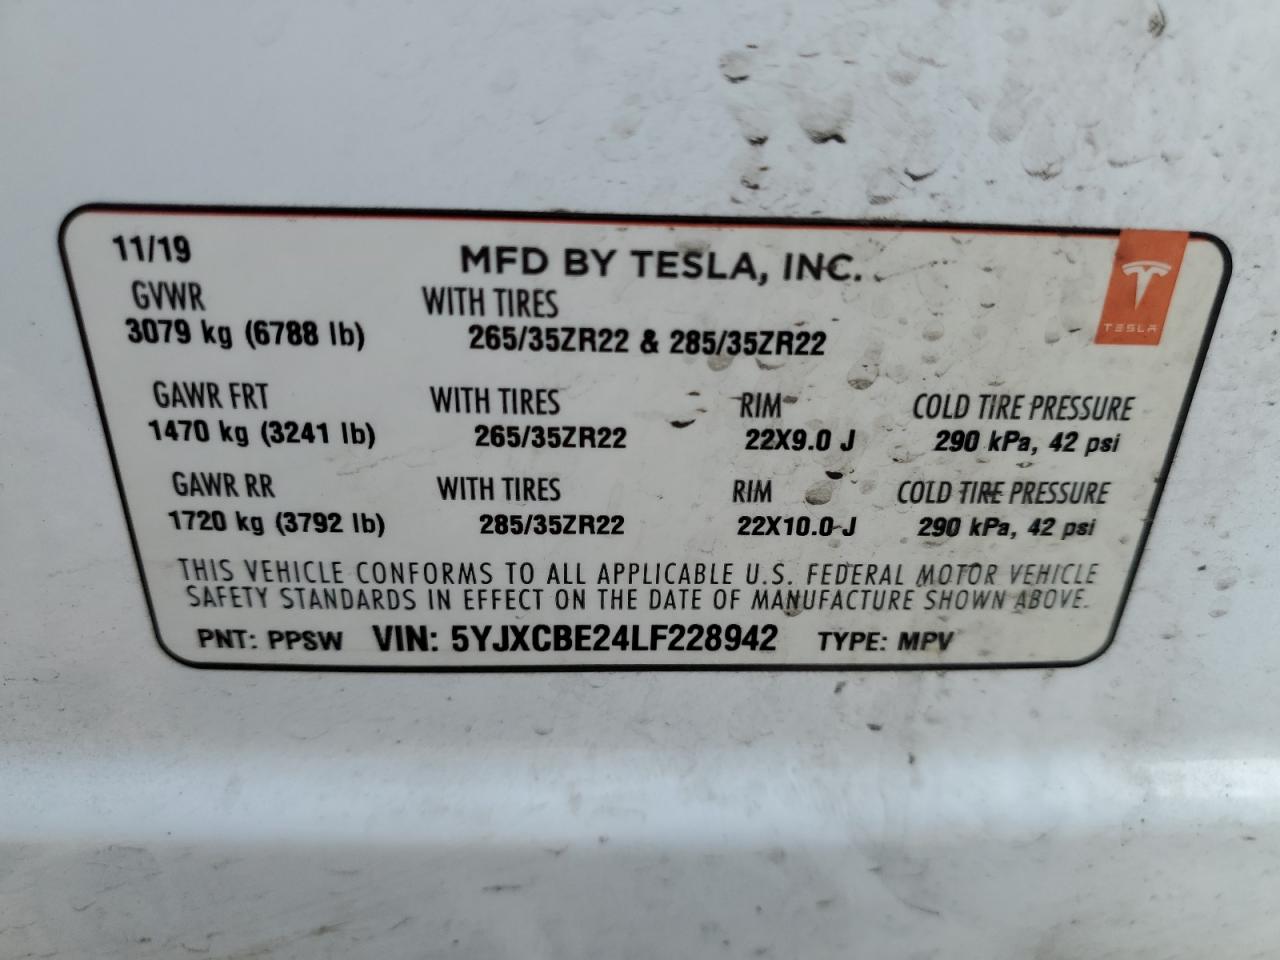 11/19 MFD BY TESLA, INC.
TESLA
GVWR WITH TIRES
3079 kg (6788 lb) 265/35ZR22 & 285/35ZR22
GAWR FRT WITH TIRES RIM COLD TIRE PRESSURE
1470 kg (3241 lb) 265/35ZR22 22X9.0 J 290 kPa, 42 psi
GAWR RR WITH TIRES RIM COLD TIRE PRESSURE
1720 kg (3792 lb) 285/35ZR22 22X10.0 J 290 kPa, 42 psi
THIS VEHICLE CONFORMS TO ALL APPLICABLE U.S. FEDERAL MOTOR VEHICLE
SAFETY STANDARDS IN EFFECT ON THE DATE OF MANUFACTURE SHOWN ABOVE.
PNT: PPSW VIN: 5YJXCBE24LF228942 TYPE: MPV